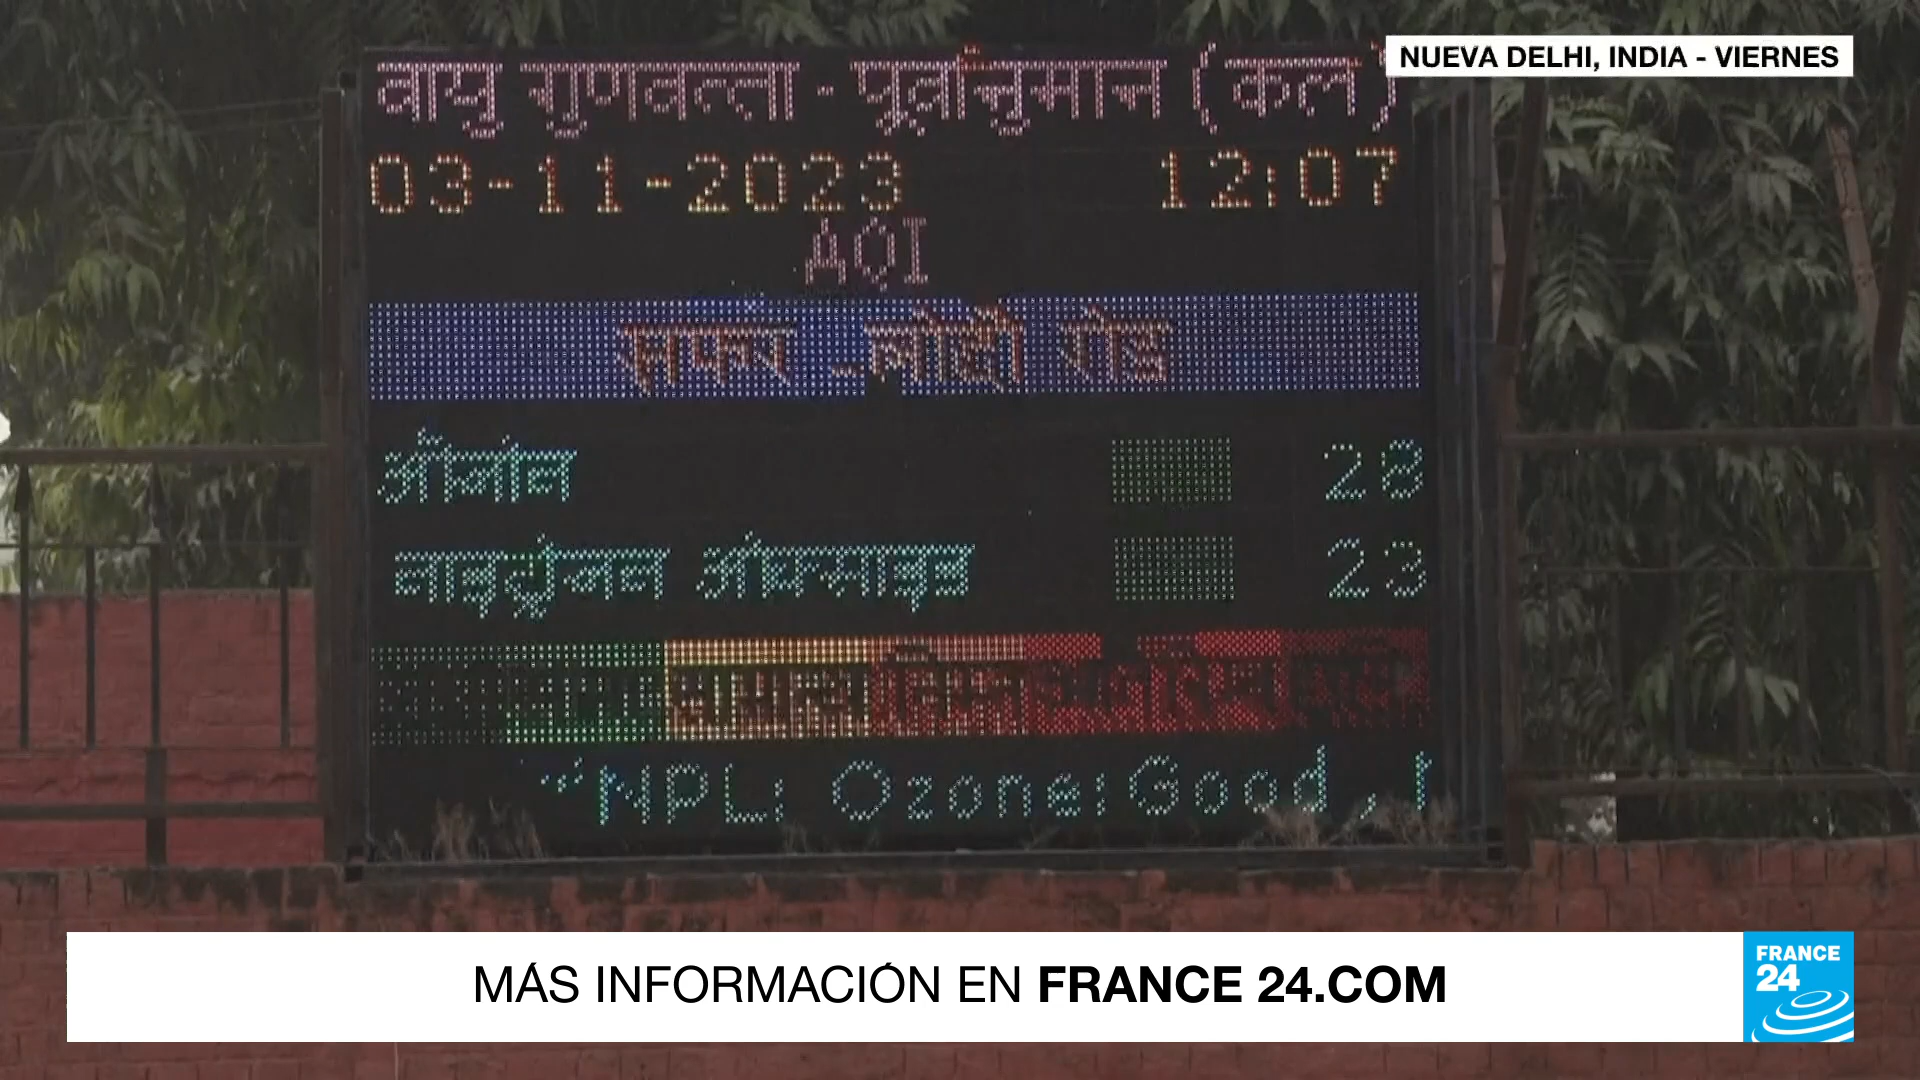 NUEVA DELHI, INDIA - VIERNES
वायु गुणवत्ता - पूर्वानुमान (कल)
03-11-2023 12:07
AQI
सफर - लोदी रोड
ओजोन 28
नाइट्रोजन ऑक्साइड 23
NPL: Ozone:Good,
MÁS INFORMACIÓN EN FRANCE 24.COM
FRANCE 24